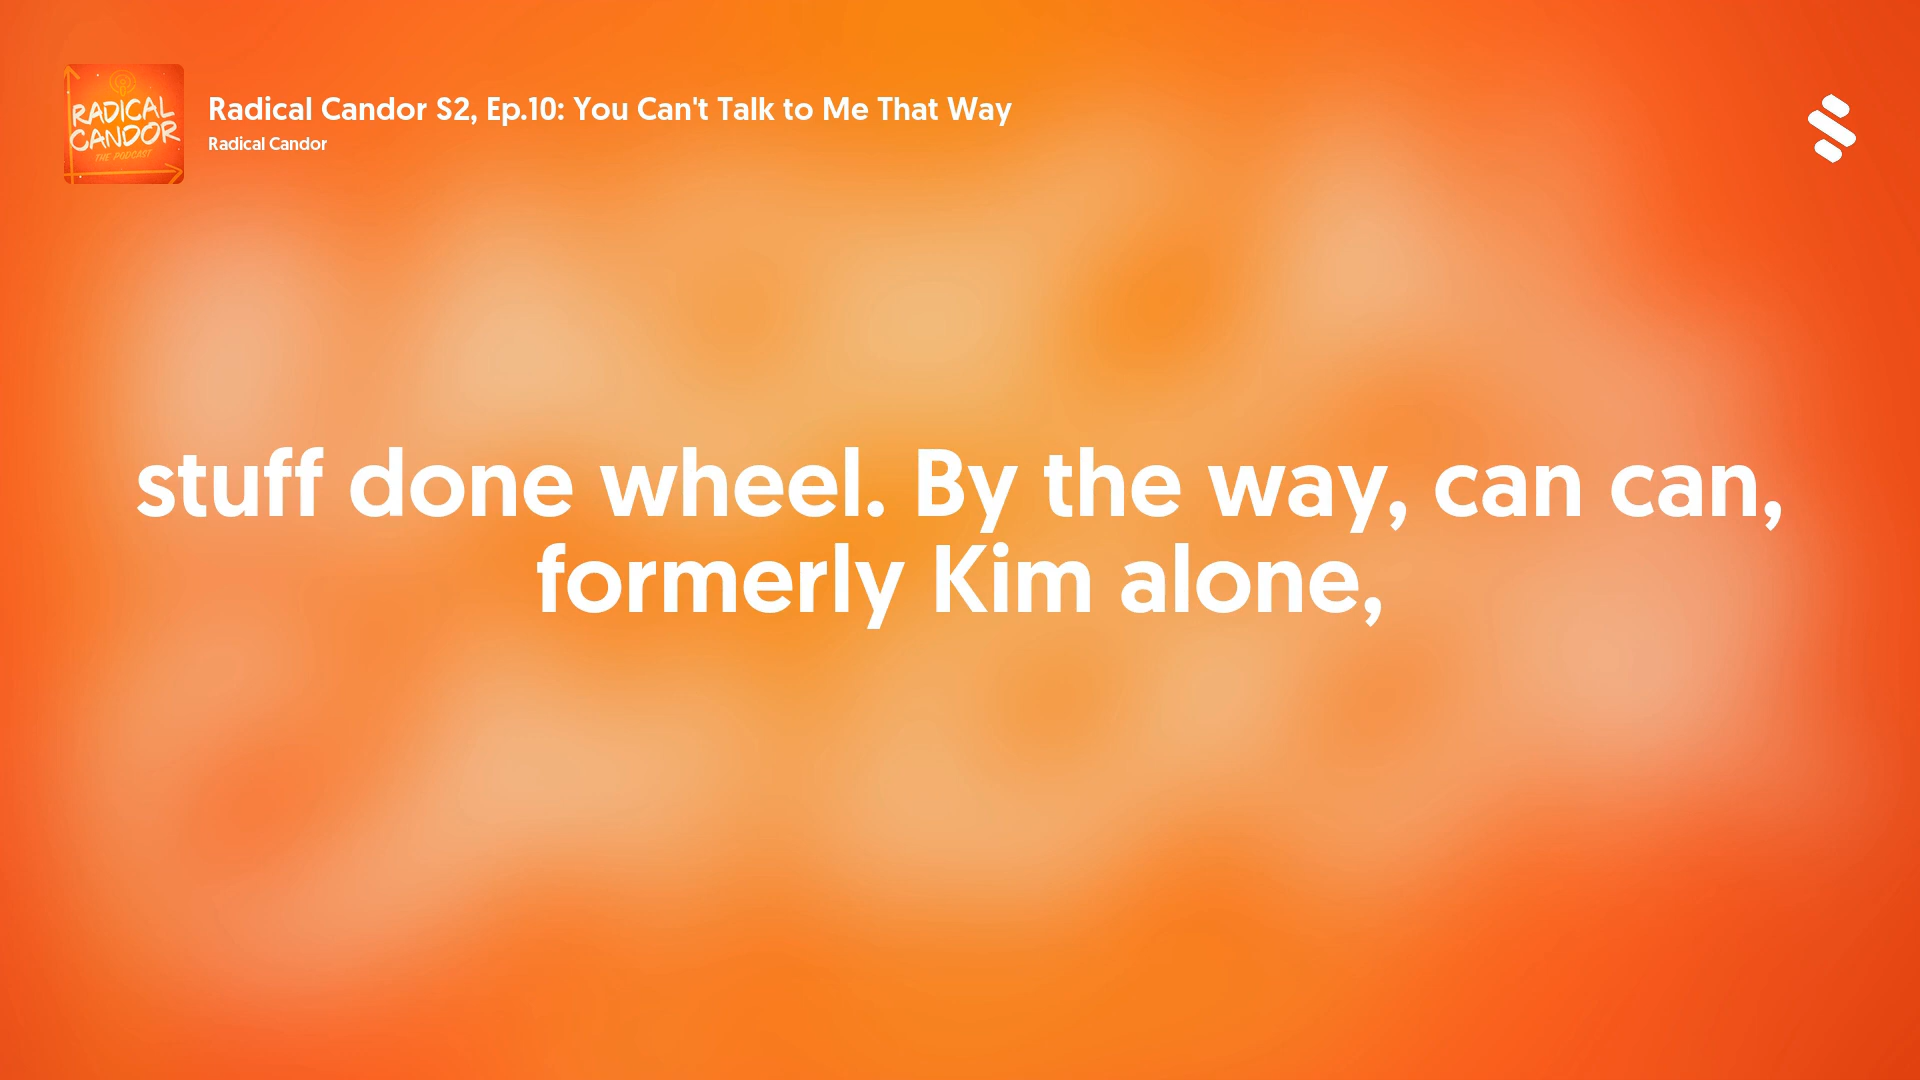 RADICAL
CANDOR
THE PODCAST
Radical Candor S2, Ep.10: You Can't Talk to Me That Way
Radical Candor
stuff done wheel. By the way, can can,
formerly Kim alone,